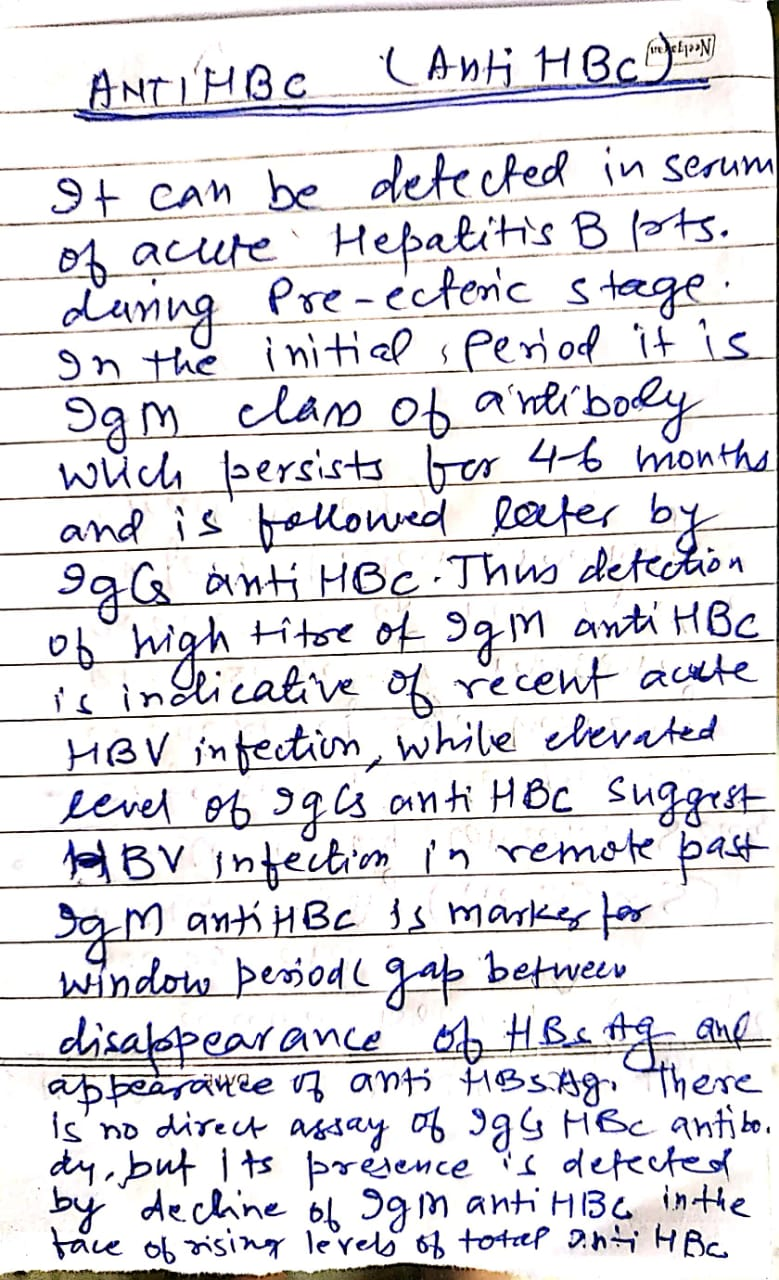 ANTI HBC (Anti HBc)
It can be detected in serum
of acute Hepatitis B pts.
during Pre-ecteric stage.
In the initial period it is
IgM class of antibody
which persists for 4-6 months
and is followed later by
IgG anti HBc. Thus detection
of high titre of IgM anti HBC
is indicative of recent acute
HBV infection, while elevated
level of IgG anti HBC suggest
HBV infection in remote past
IgM anti HBc is marker for
window period ( gap between
disappearance of HBs Ag and
appearance of anti HBsAg. There
is no direct assay of IgG HBc antibo.
dy, but its presence is detected
by decline of IgM anti HBC in the
face of rising levels of total anti HBc